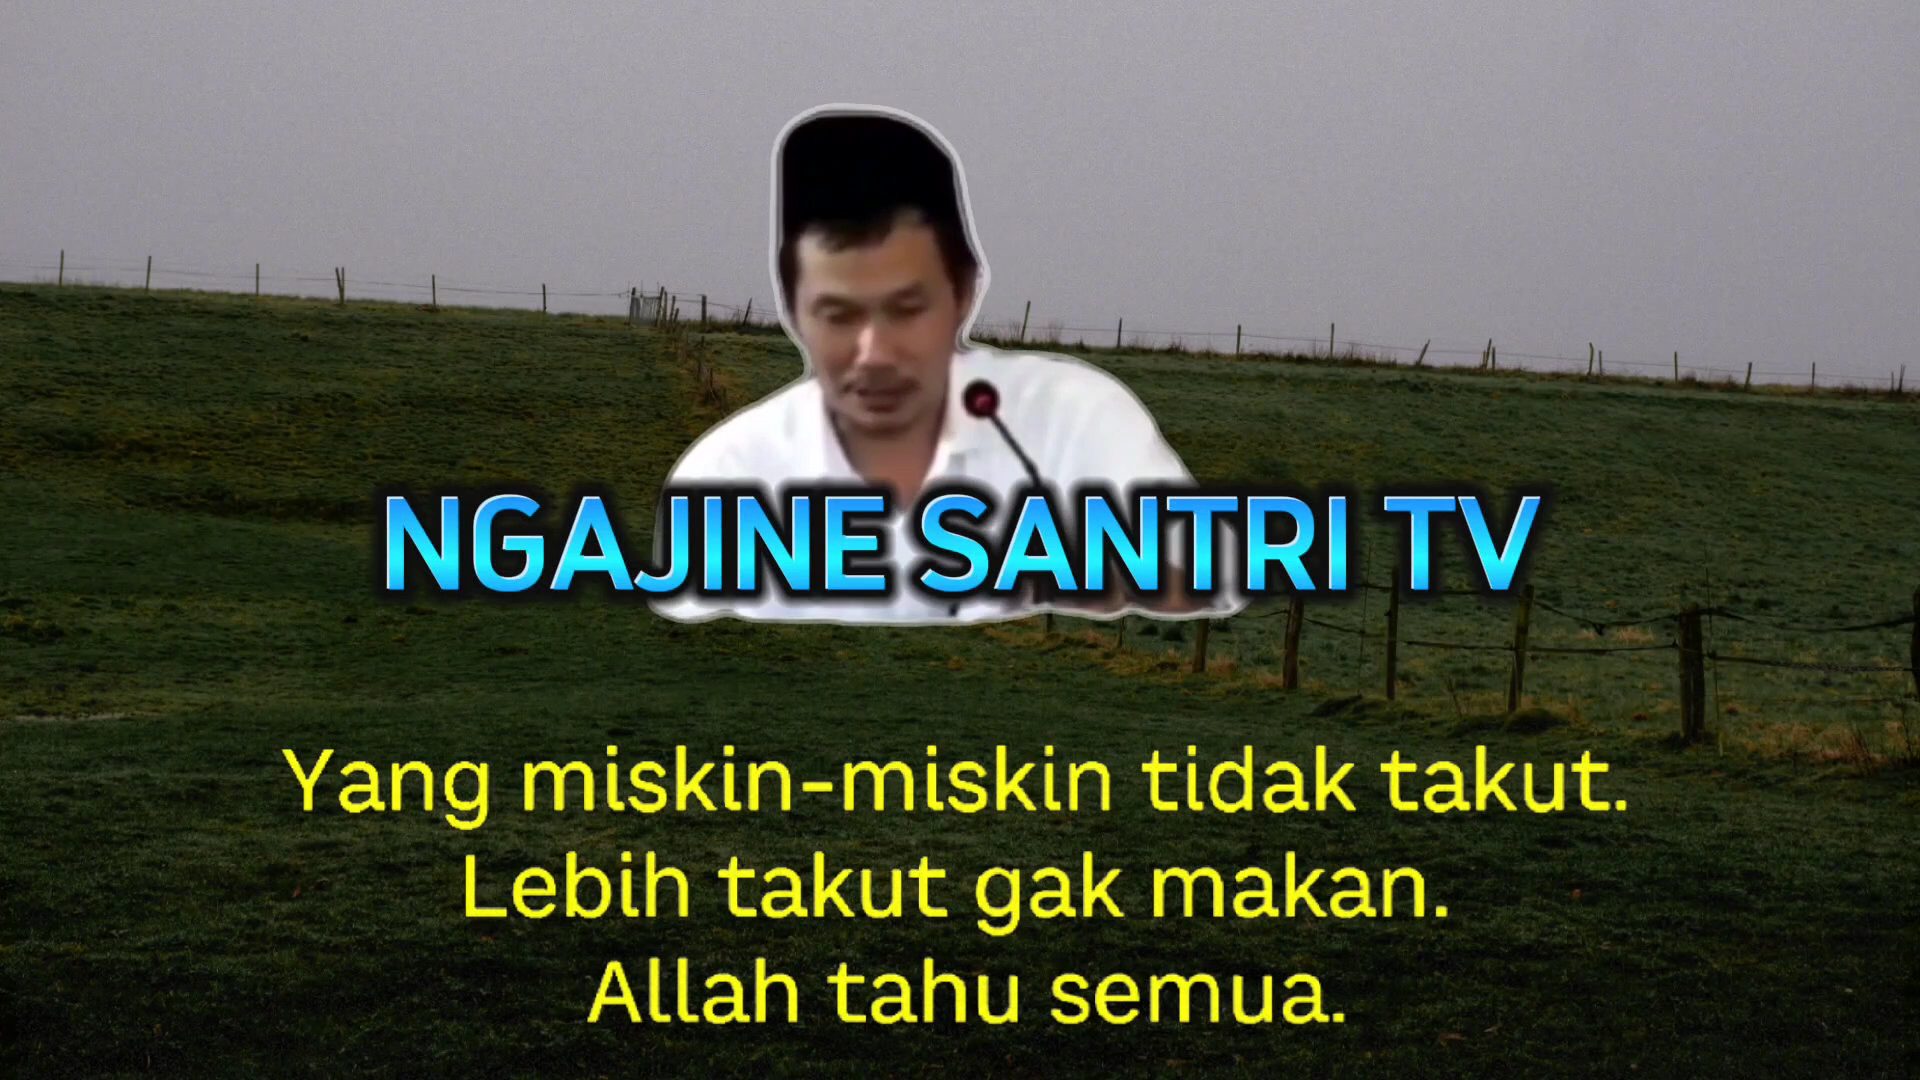 NGAJINE SANTRI TV
Yang miskin-miskin tidak takut.
Lebih takut gak makan.
Allah tahu semua.